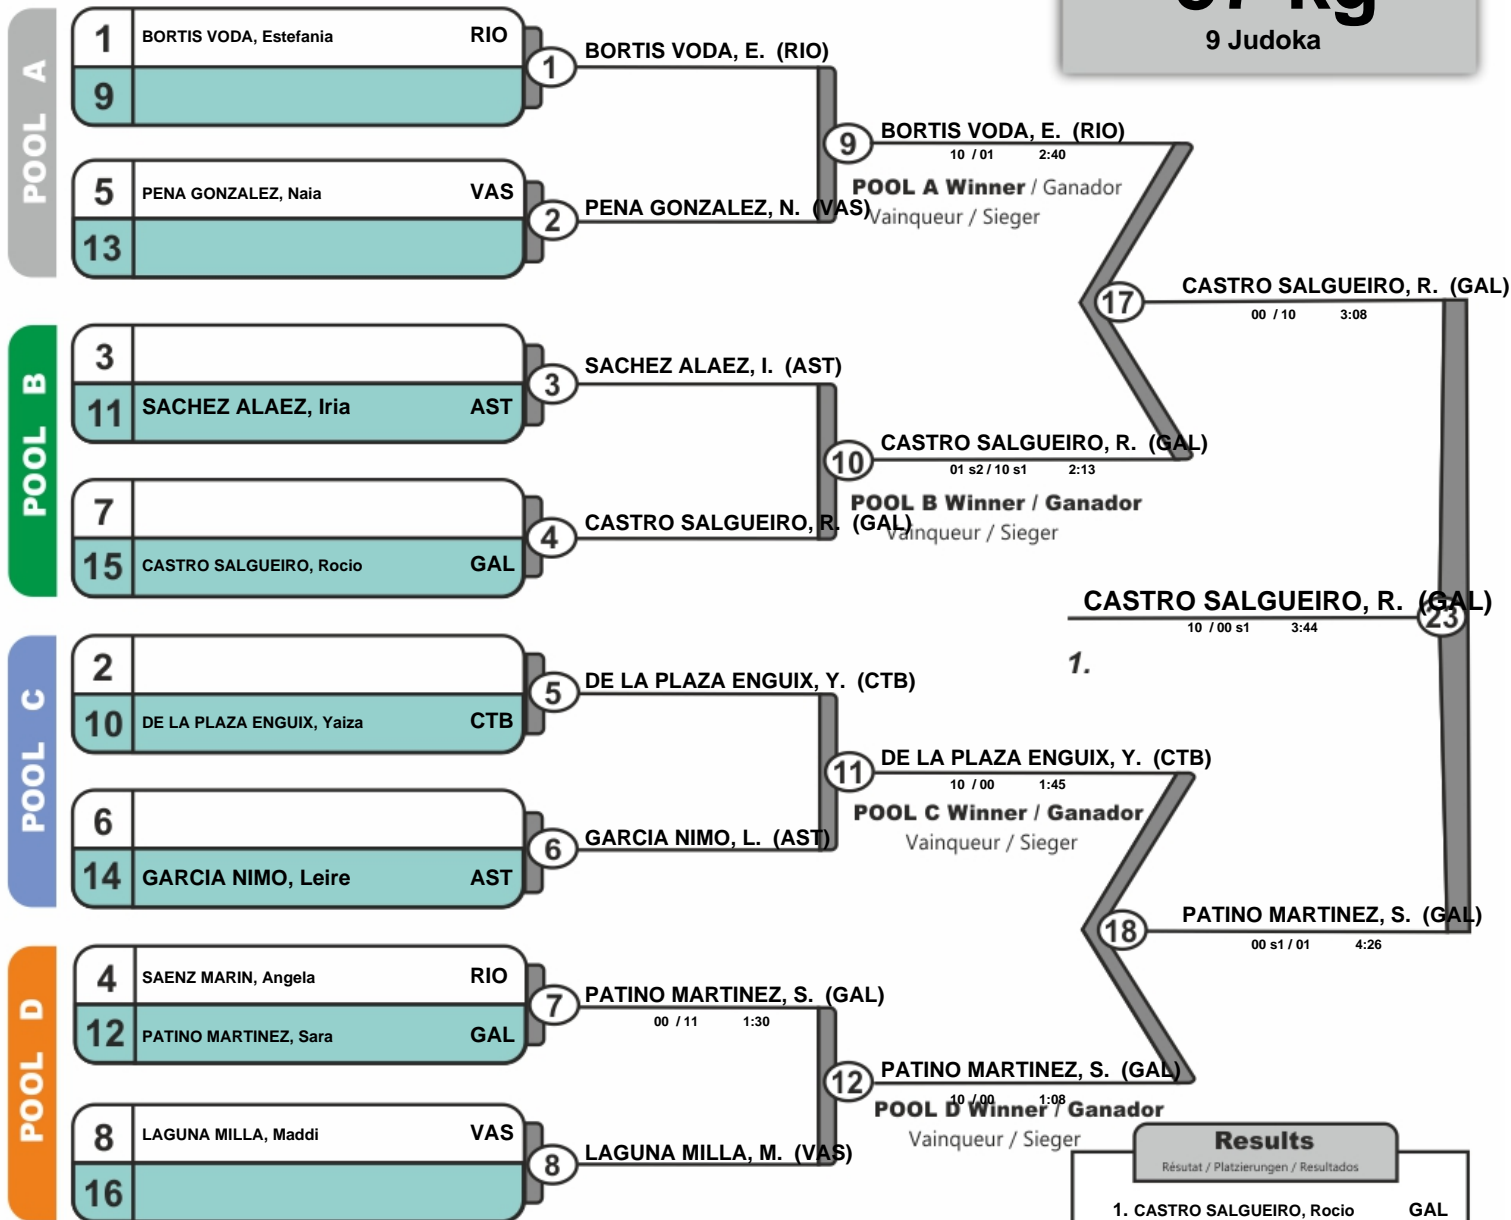 57 kg
9 Judoka
POOL A
1 BORTIS VODA, Estefania RIO
9
1
BORTIS VODA, E. (RIO)
5 PENA GONZALEZ, Naia VAS
13
2
PENA GONZALEZ, N. (VAS)
9
BORTIS VODA, E. (RIO)
10 / 01 2:40
POOL A Winner / Ganador
Vainqueur / Sieger
POOL B
3
11 SACHEZ ALAEZ, Iria AST
3
SACHEZ ALAEZ, I. (AST)
7
15 CASTRO SALGUEIRO, Rocio GAL
4
CASTRO SALGUEIRO, R. (GAL)
10
CASTRO SALGUEIRO, R. (GAL)
01 s2 / 10 s1 2:13
POOL B Winner / Ganador
Vainqueur / Sieger
17
CASTRO SALGUEIRO, R. (GAL)
00 / 10 3:08
CASTRO SALGUEIRO, R. (GAL)
23
10 / 00 s1 3:44
1.
POOL C
2
10 DE LA PLAZA ENGUIX, Yaiza CTB
5
DE LA PLAZA ENGUIX, Y. (CTB)
6
14 GARCIA NIMO, Leire AST
6
GARCIA NIMO, L. (AST)
11
DE LA PLAZA ENGUIX, Y. (CTB)
10 / 00 1:45
POOL C Winner / Ganador
Vainqueur / Sieger
18
PATINO MARTINEZ, S. (GAL)
00 s1 / 01 4:26
POOL D
4 SAENZ MARIN, Angela RIO
12 PATINO MARTINEZ, Sara GAL
7
PATINO MARTINEZ, S. (GAL)
00 / 11 1:30
8 LAGUNA MILLA, Maddi VAS
16
8
LAGUNA MILLA, M. (VAS)
12
PATINO MARTINEZ, S. (GAL)
10 / 00 1:08
POOL D Winner / Ganador
Vainqueur / Sieger
Results
Résutat / Platzierungen / Resultados
1. CASTRO SALGUEIRO, Rocio GAL